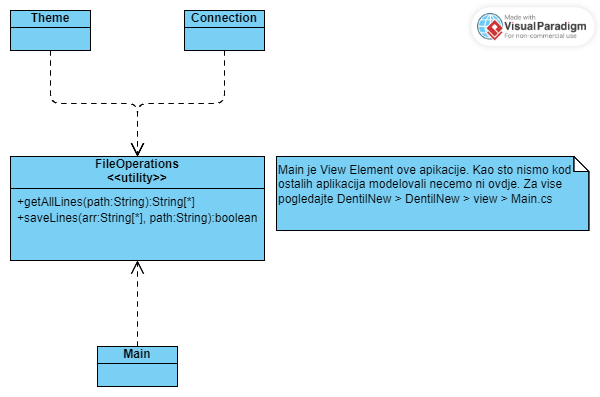 Theme
Connection
Made with
VisualParadigm
For non-commercial use
FileOperations
<<utility>>
+getAllLines(path:String):String[*]
+saveLines(arr:String[*], path:String):boolean
Main je View Element ove apikacije. Kao sto nismo kod
ostalih aplikacija modelovali necemo ni ovdje. Za vise
pogledajte DentilNew > DentilNew > view > Main.cs
Main